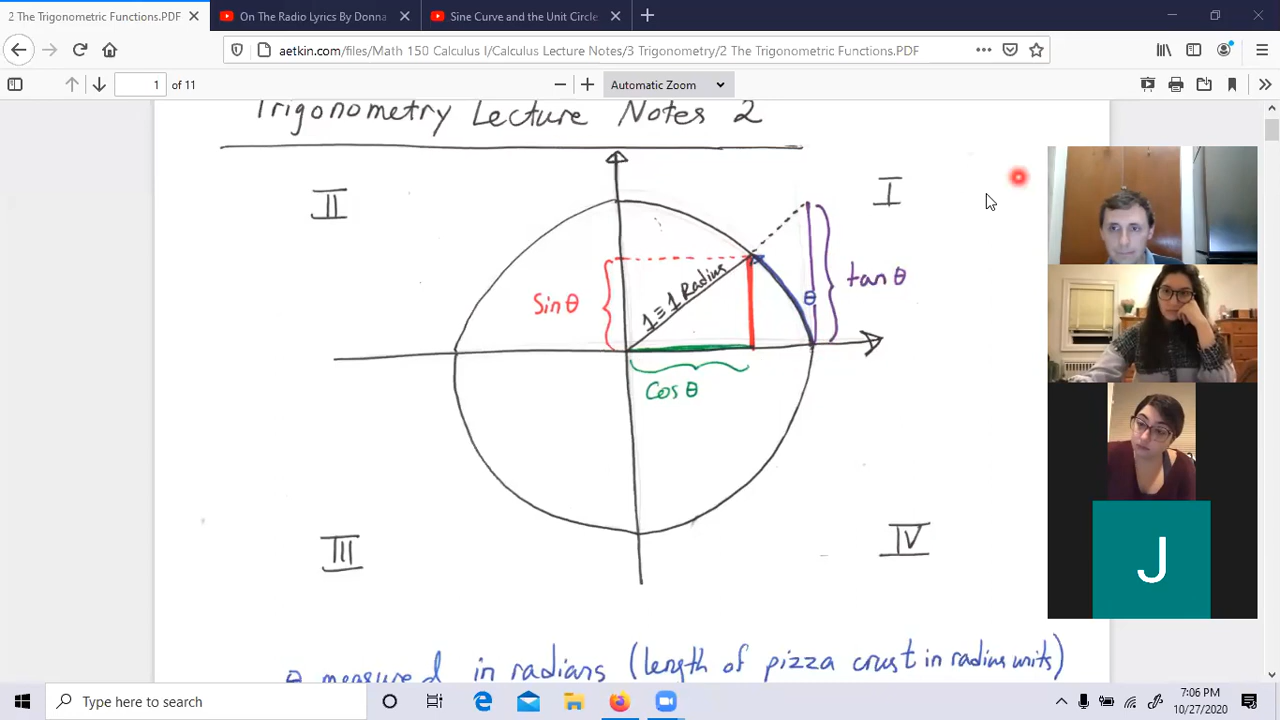 2 The Trigonometric Functions.PDF
On The Radio Lyrics By Donna
Sine Curve and the Unit Circle
aetkin.com/files/Math 150 Calculus I/Calculus Lecture Notes/3 Trigonometry/2 The Trigonometric Functions.PDF
1 of 11
Automatic Zoom
Trigonometry Lecture Notes 2
II
I
Sin θ
1 ≡ 1 Radius
θ
tan θ
Cos θ
III
IV
J
θ measured in radians (length of pizza crust in radius units)
Type here to search
7:06 PM
10/27/2020